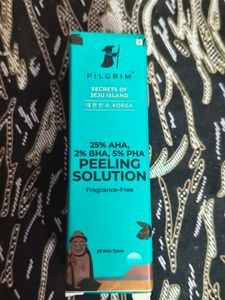 PILGRIM
SECRETS OF
JEJU ISLAND
대한민국 KOREA
25% AHA,
2% BHA, 5% PHA
PEELING
SOLUTION
Fragrance-Free
All Skin Types